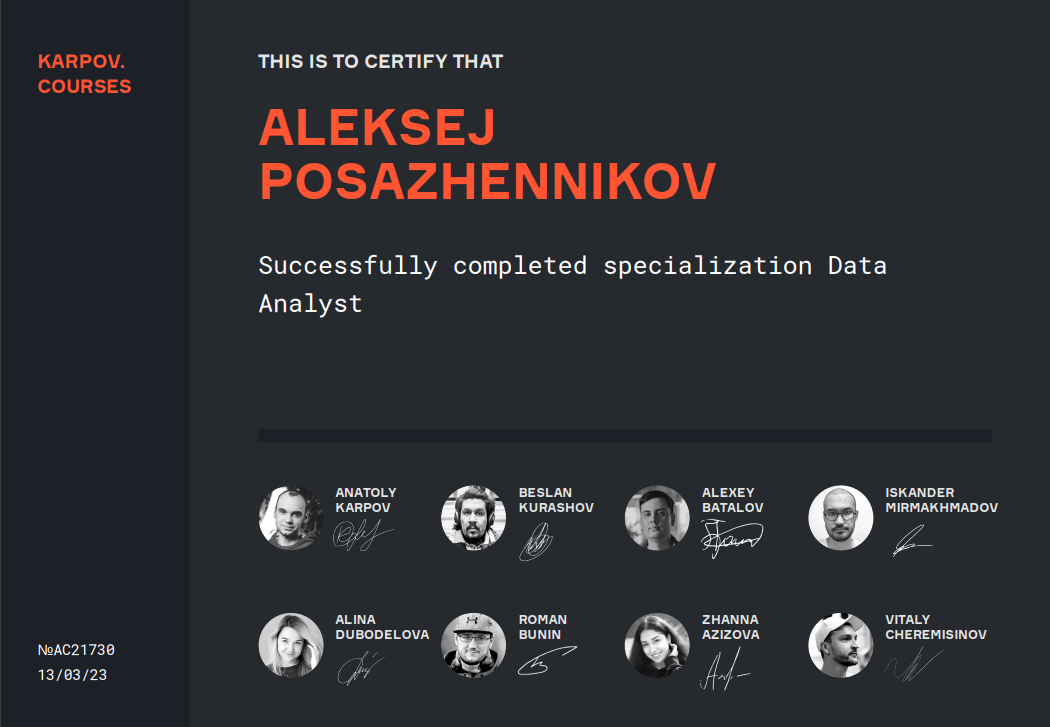 KARPOV.
COURSES
THIS IS TO CERTIFY THAT
ALEKSEJ
POSAZHENNIKOV
Successfully completed specialization Data
Analyst
ANATOLY
KARPOV
BESLAN
KURASHOV
ALEXEY
BATALOV
ISKANDER
MIRMAKHMADOV
ALINA
DUBODELOVA
ROMAN
BUNIN
ZHANNA
AZIZOVA
VITALY
CHEREMISINOV
№AC21730
13/03/23